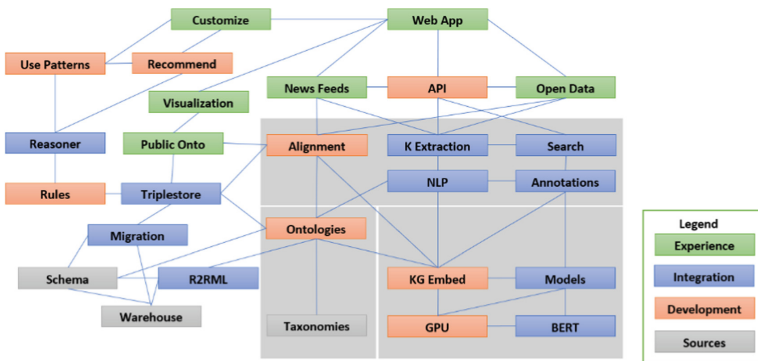 Customize
Web App
Use Patterns
Recommend
News Feeds
API
Open Data
Visualization
Reasoner
Public Onto
Alignment
K Extraction
Search
Rules
Triplestore
NLP
Annotations
Migration
Ontologies
Schema
R2RML
KG Embed
Models
Warehouse
Taxonomies
GPU
BERT
Legend
Experience
Integration
Development
Sources